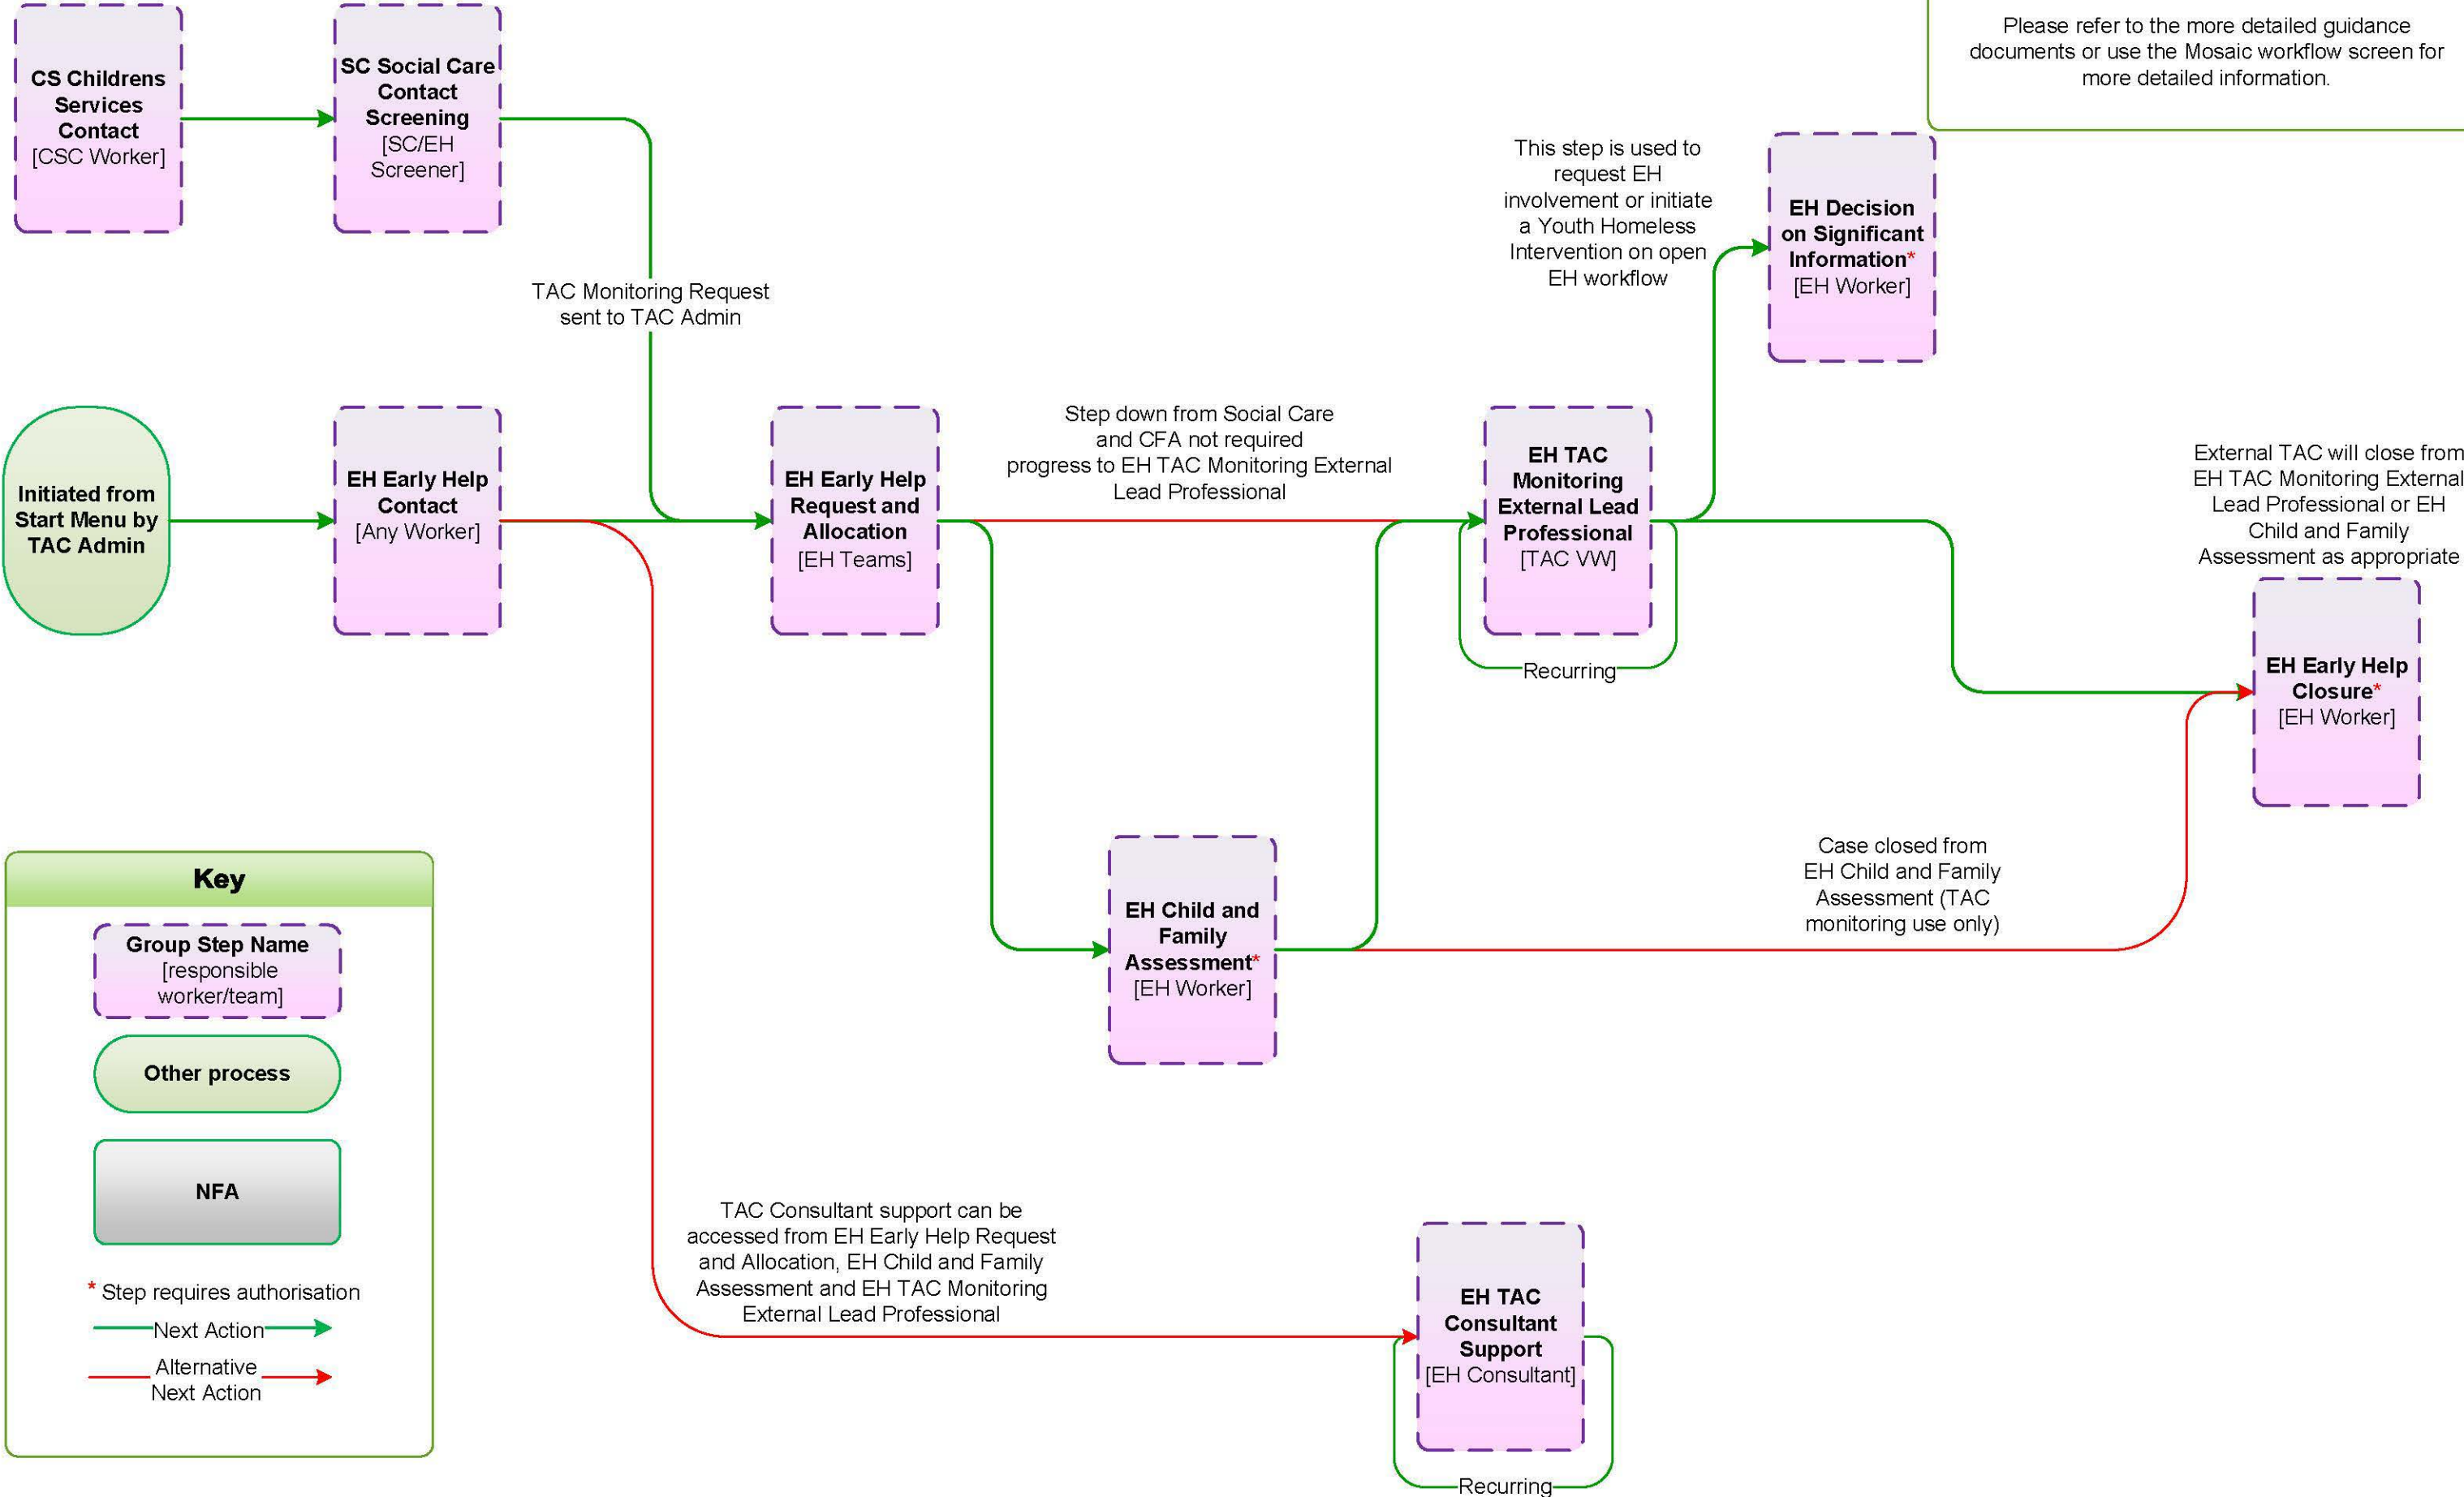 Please refer to the more detailed guidance
documents or use the Mosaic workflow screen for
more detailed information.
CS Childrens
Services
Contact
[CSC Worker]
SC Social Care
Contact
Screening
[SC/EH
Screener]
This step is used to
request EH
involvement or initiate
a Youth Homeless
Intervention on open
EH workflow
EH Decision
on Significant
Information*
[EH Worker]
TAC Monitoring Request
sent to TAC Admin
Initiated from
Start Menu by
TAC Admin
EH Early Help
Contact
[Any Worker]
EH Early Help
Request and
Allocation
[EH Teams]
Step down from Social Care
and CFA not required
progress to EH TAC Monitoring External
Lead Professional
EH TAC
Monitoring
External Lead
Professional
[TAC VW]
Recurring
External TAC will close from
EH TAC Monitoring External
Lead Professional or EH
Child and Family
Assessment as appropriate
EH Early Help
Closure*
[EH Worker]
EH Child and
Family
Assessment*
[EH Worker]
Case closed from
EH Child and Family
Assessment (TAC
monitoring use only)
Key
Group Step Name
[responsible
worker/team]
Other process
NFA
* Step requires authorisation
Next Action
Alternative
Next Action
TAC Consultant support can be
accessed from EH Early Help Request
and Allocation, EH Child and Family
Assessment and EH TAC Monitoring
External Lead Professional
EH TAC
Consultant
Support
[EH Consultant]
Recurring